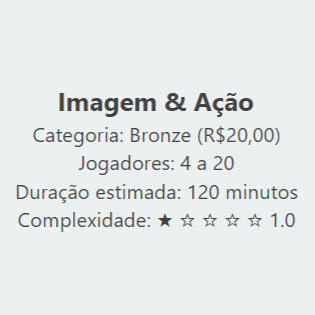 Imagem & Ação
Categoria: Bronze (R$20,00)
Jogadores: 4 a 20
Duração estimada: 120 minutos
Complexidade: ★ ☆ ☆ ☆ ☆ 1.0